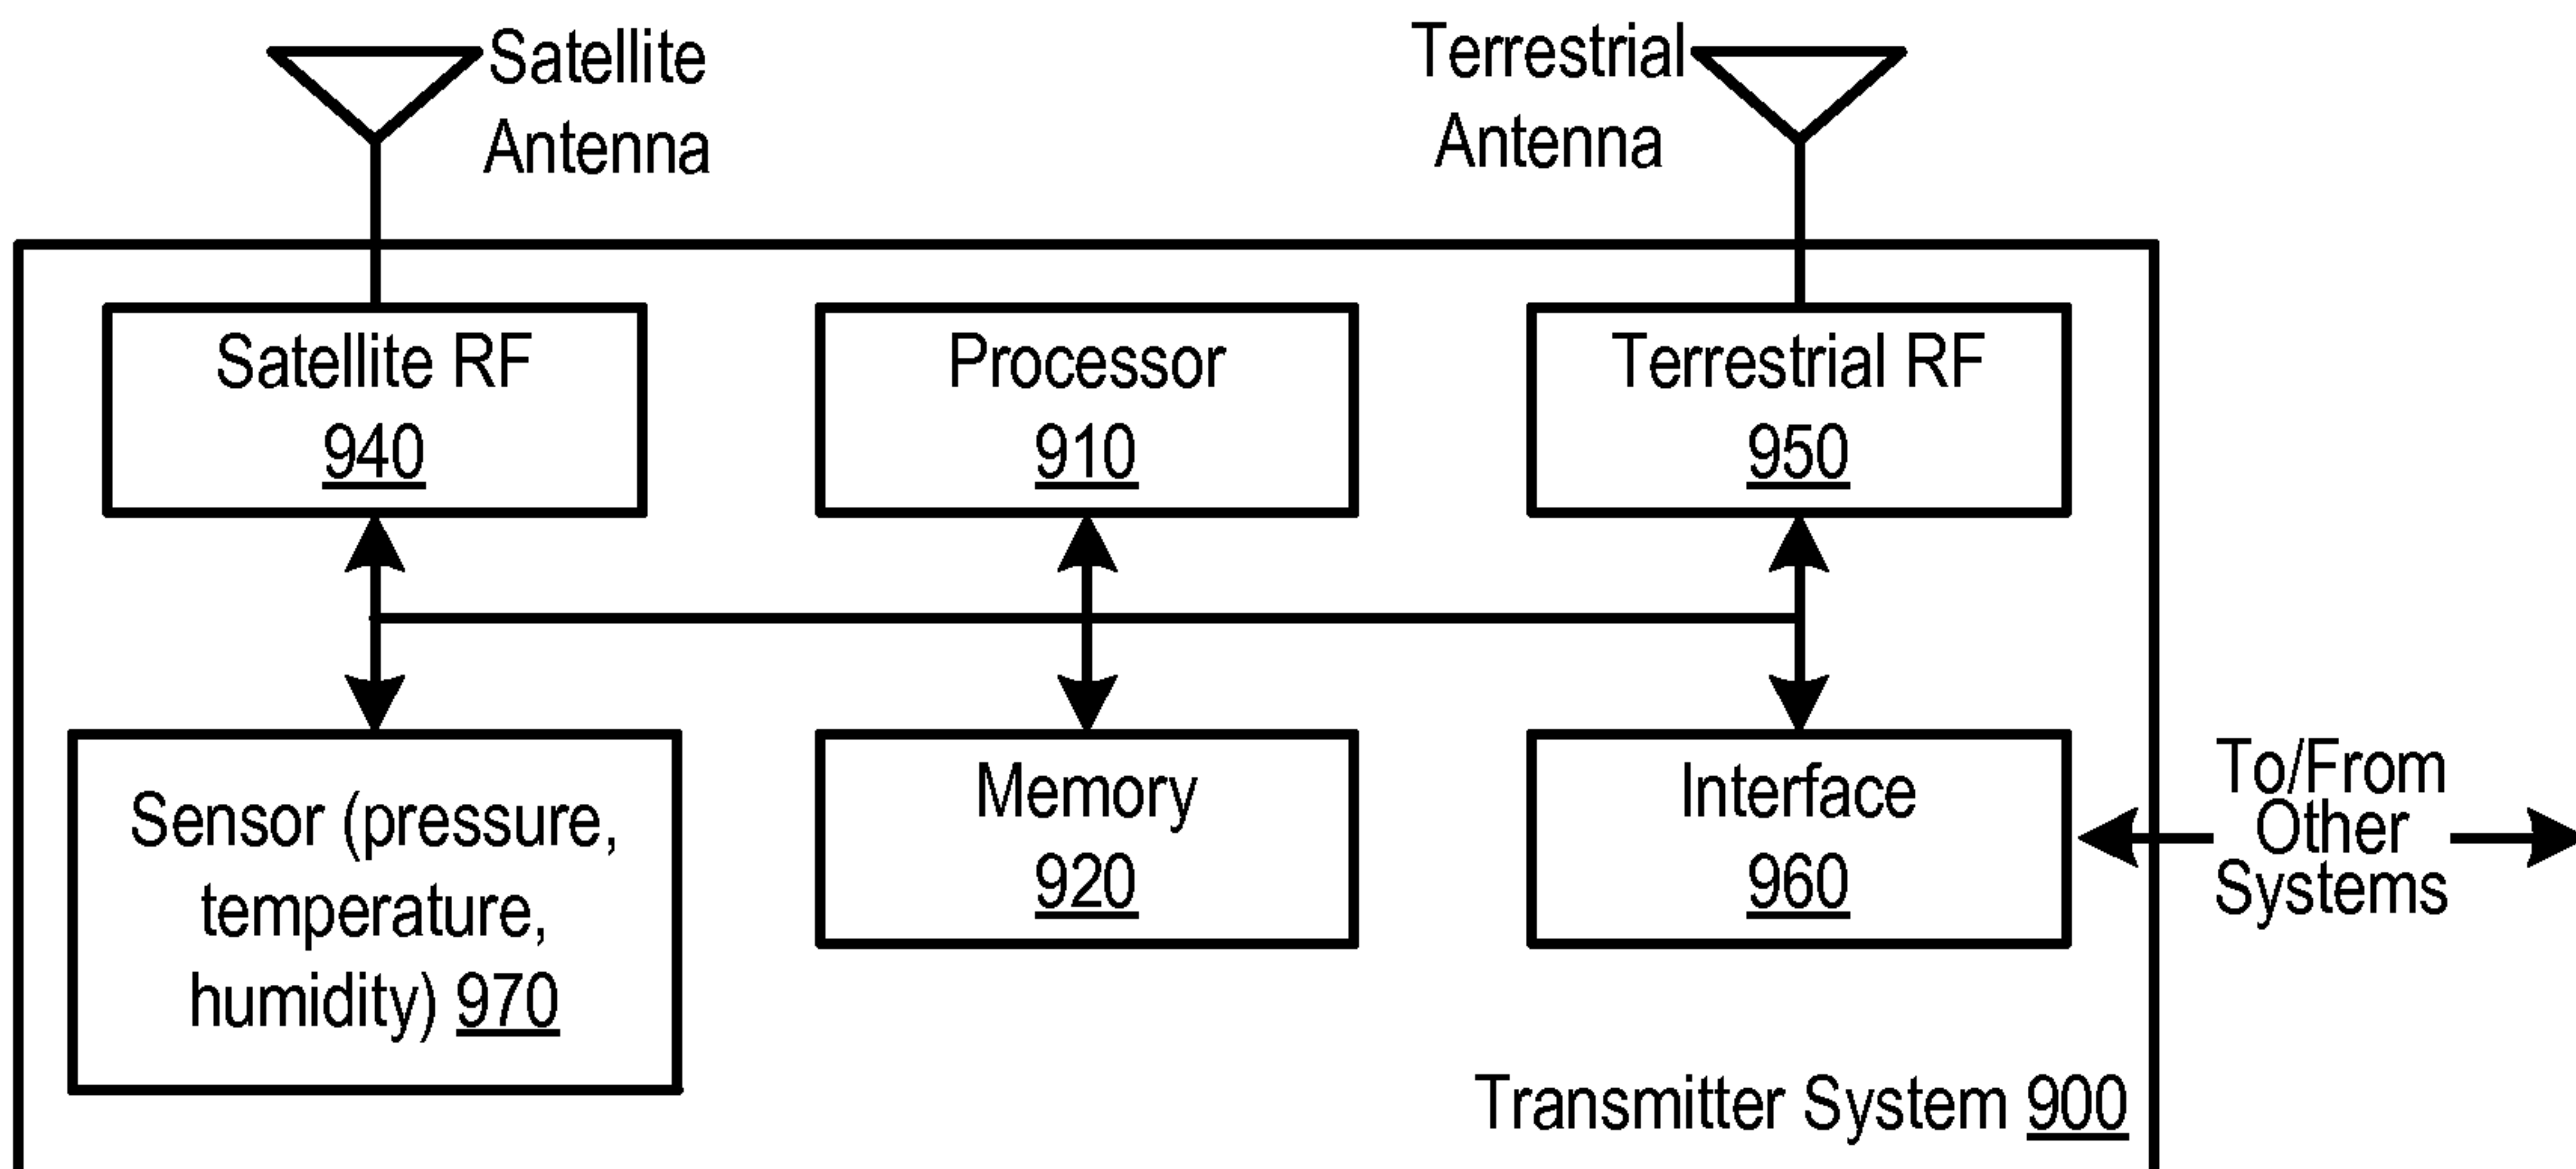 Satellite
Antenna
Terrestrial
Antenna
Satellite RF
940
Processor
910
Terrestrial RF
950
Sensor (pressure,
temperature,
humidity) 970
Memory
920
Interface
960
To/From
Other
Systems
Transmitter System 900